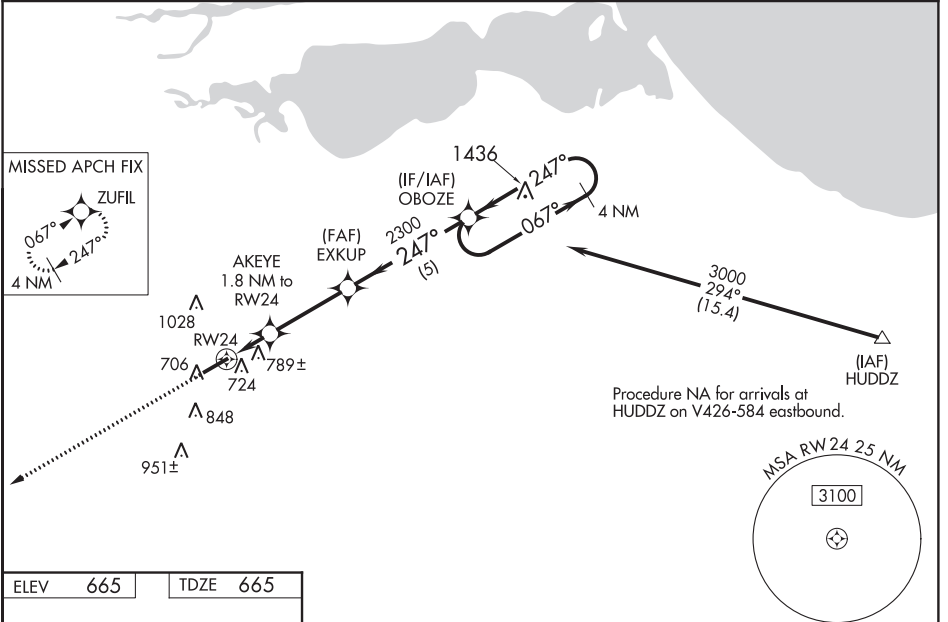 MISSED APCH FIX
ZUFIL
067°
247°
4 NM
1436
(IF/IAF)
OBOZE
247°
067°
4 NM
2300
247°
(5)
(FAF)
EXKUP
AKEYE
1.8 NM to
RW24
1028
RW24
706
724
789±
848
951±
3000
294°
(15.4)
(IAF)
HUDDZ
Procedure NA for arrivals at
HUDDZ on V426-584 eastbound.
MSA RW24 25 NM
3100
ELEV 665
TDZE 665